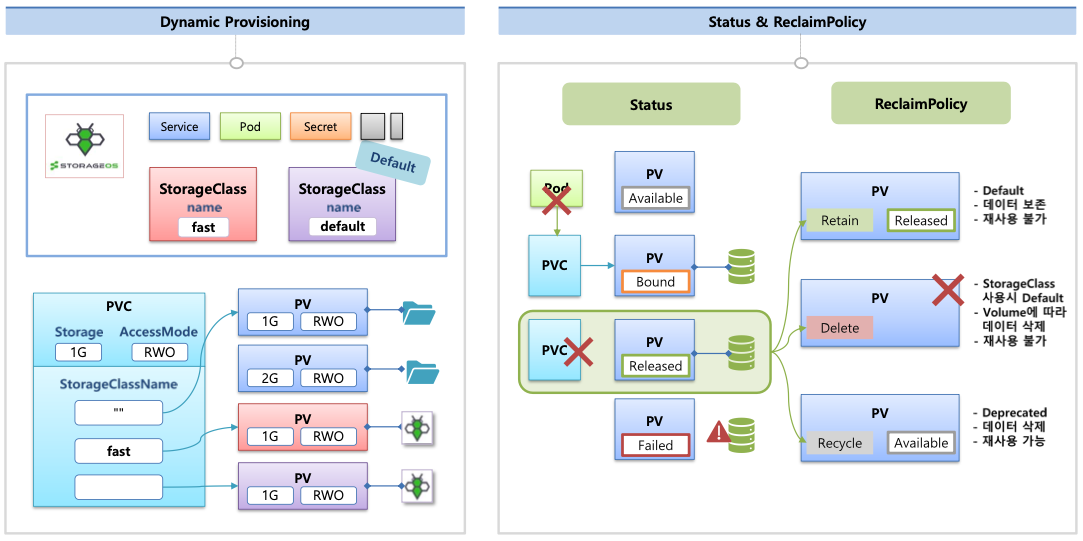 Dynamic Provisioning
STORAGEOS
Service
Pod
Secret
Default
StorageClass
name
fast
StorageClass
name
default
PVC
Storage
AccessMode
1G
RWO
StorageClassName
""
fast
PV
1G
RWO
PV
2G
RWO
PV
1G
RWO
PV
1G
RWO
Status & ReclaimPolicy
Status
ReclaimPolicy
Pod
PVC
PV
Available
PV
Bound
PVC
PV
Released
PV
Failed
PV
Retain
Released
- Default
- 데이터 보존
- 재사용 불가
PV
Delete
- StorageClass
사용시 Default
- Volume에 따라
데이터 삭제
- 재사용 불가
PV
Recycle
Available
- Deprecated
- 데이터 삭제
- 재사용 가능